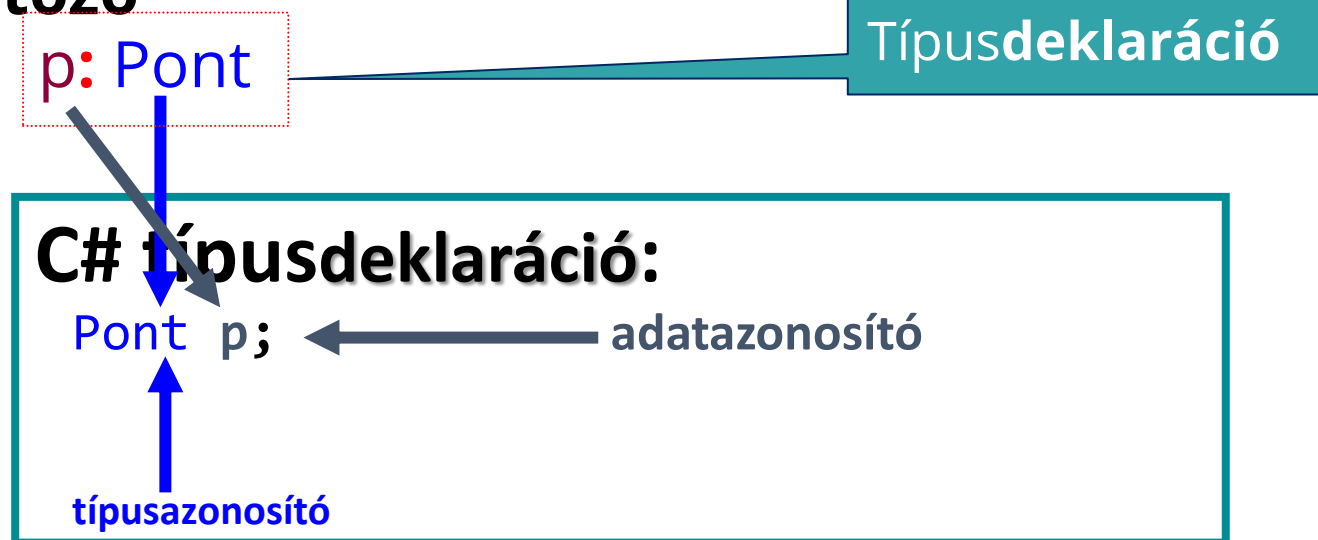 p: Pont
Típusdeklaráció
C# típusdeklaráció:
Pont p;
adatazonosító
típusazonosító